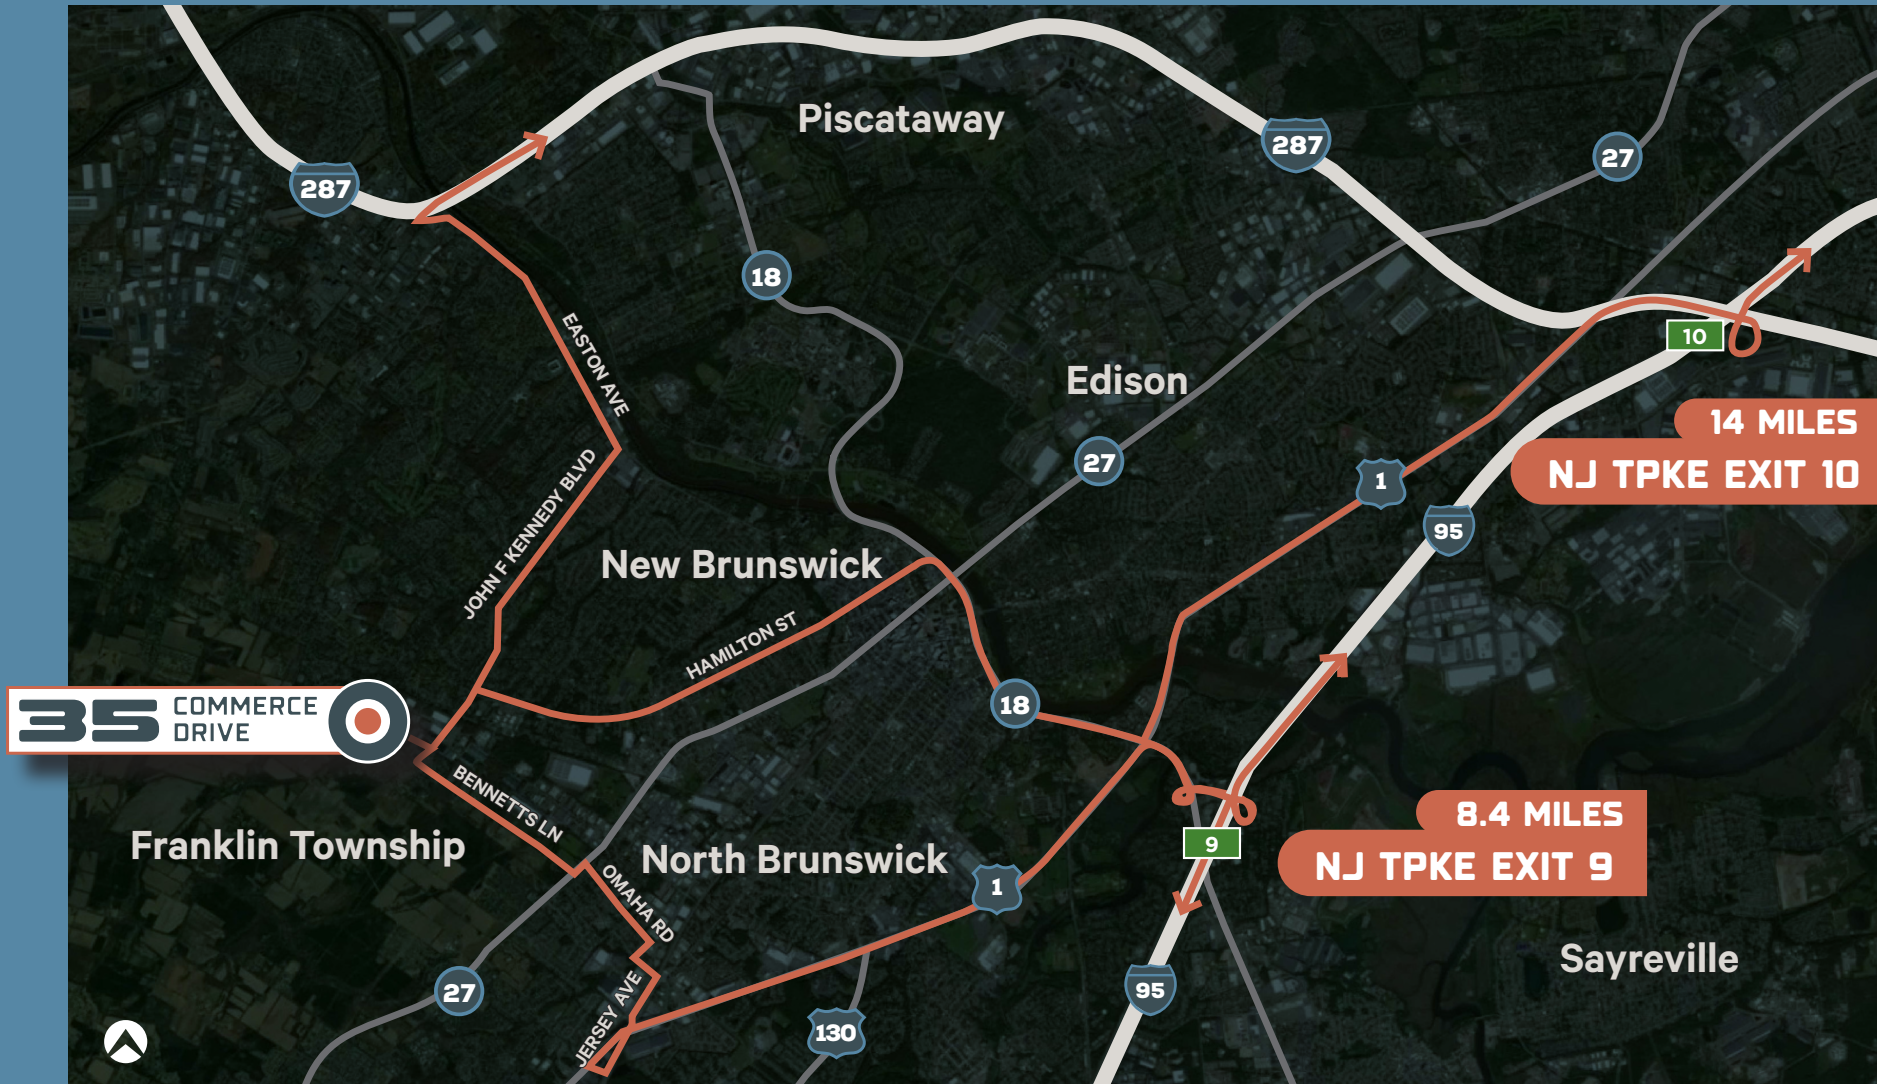 Piscataway
287
287
27
18
EASTON AVE
10
Edison
14 MILES
NJ TPKE EXIT 10
27
1
JOHN F KENNEDY BLVD
95
New Brunswick
HAMILTON ST
35 COMMERCE
DRIVE
18
BENNETTS LN
8.4 MILES
NJ TPKE EXIT 9
9
Franklin Township
North Brunswick
1
OMAHA RD
Sayreville
27
JERSEY AVE
95
130